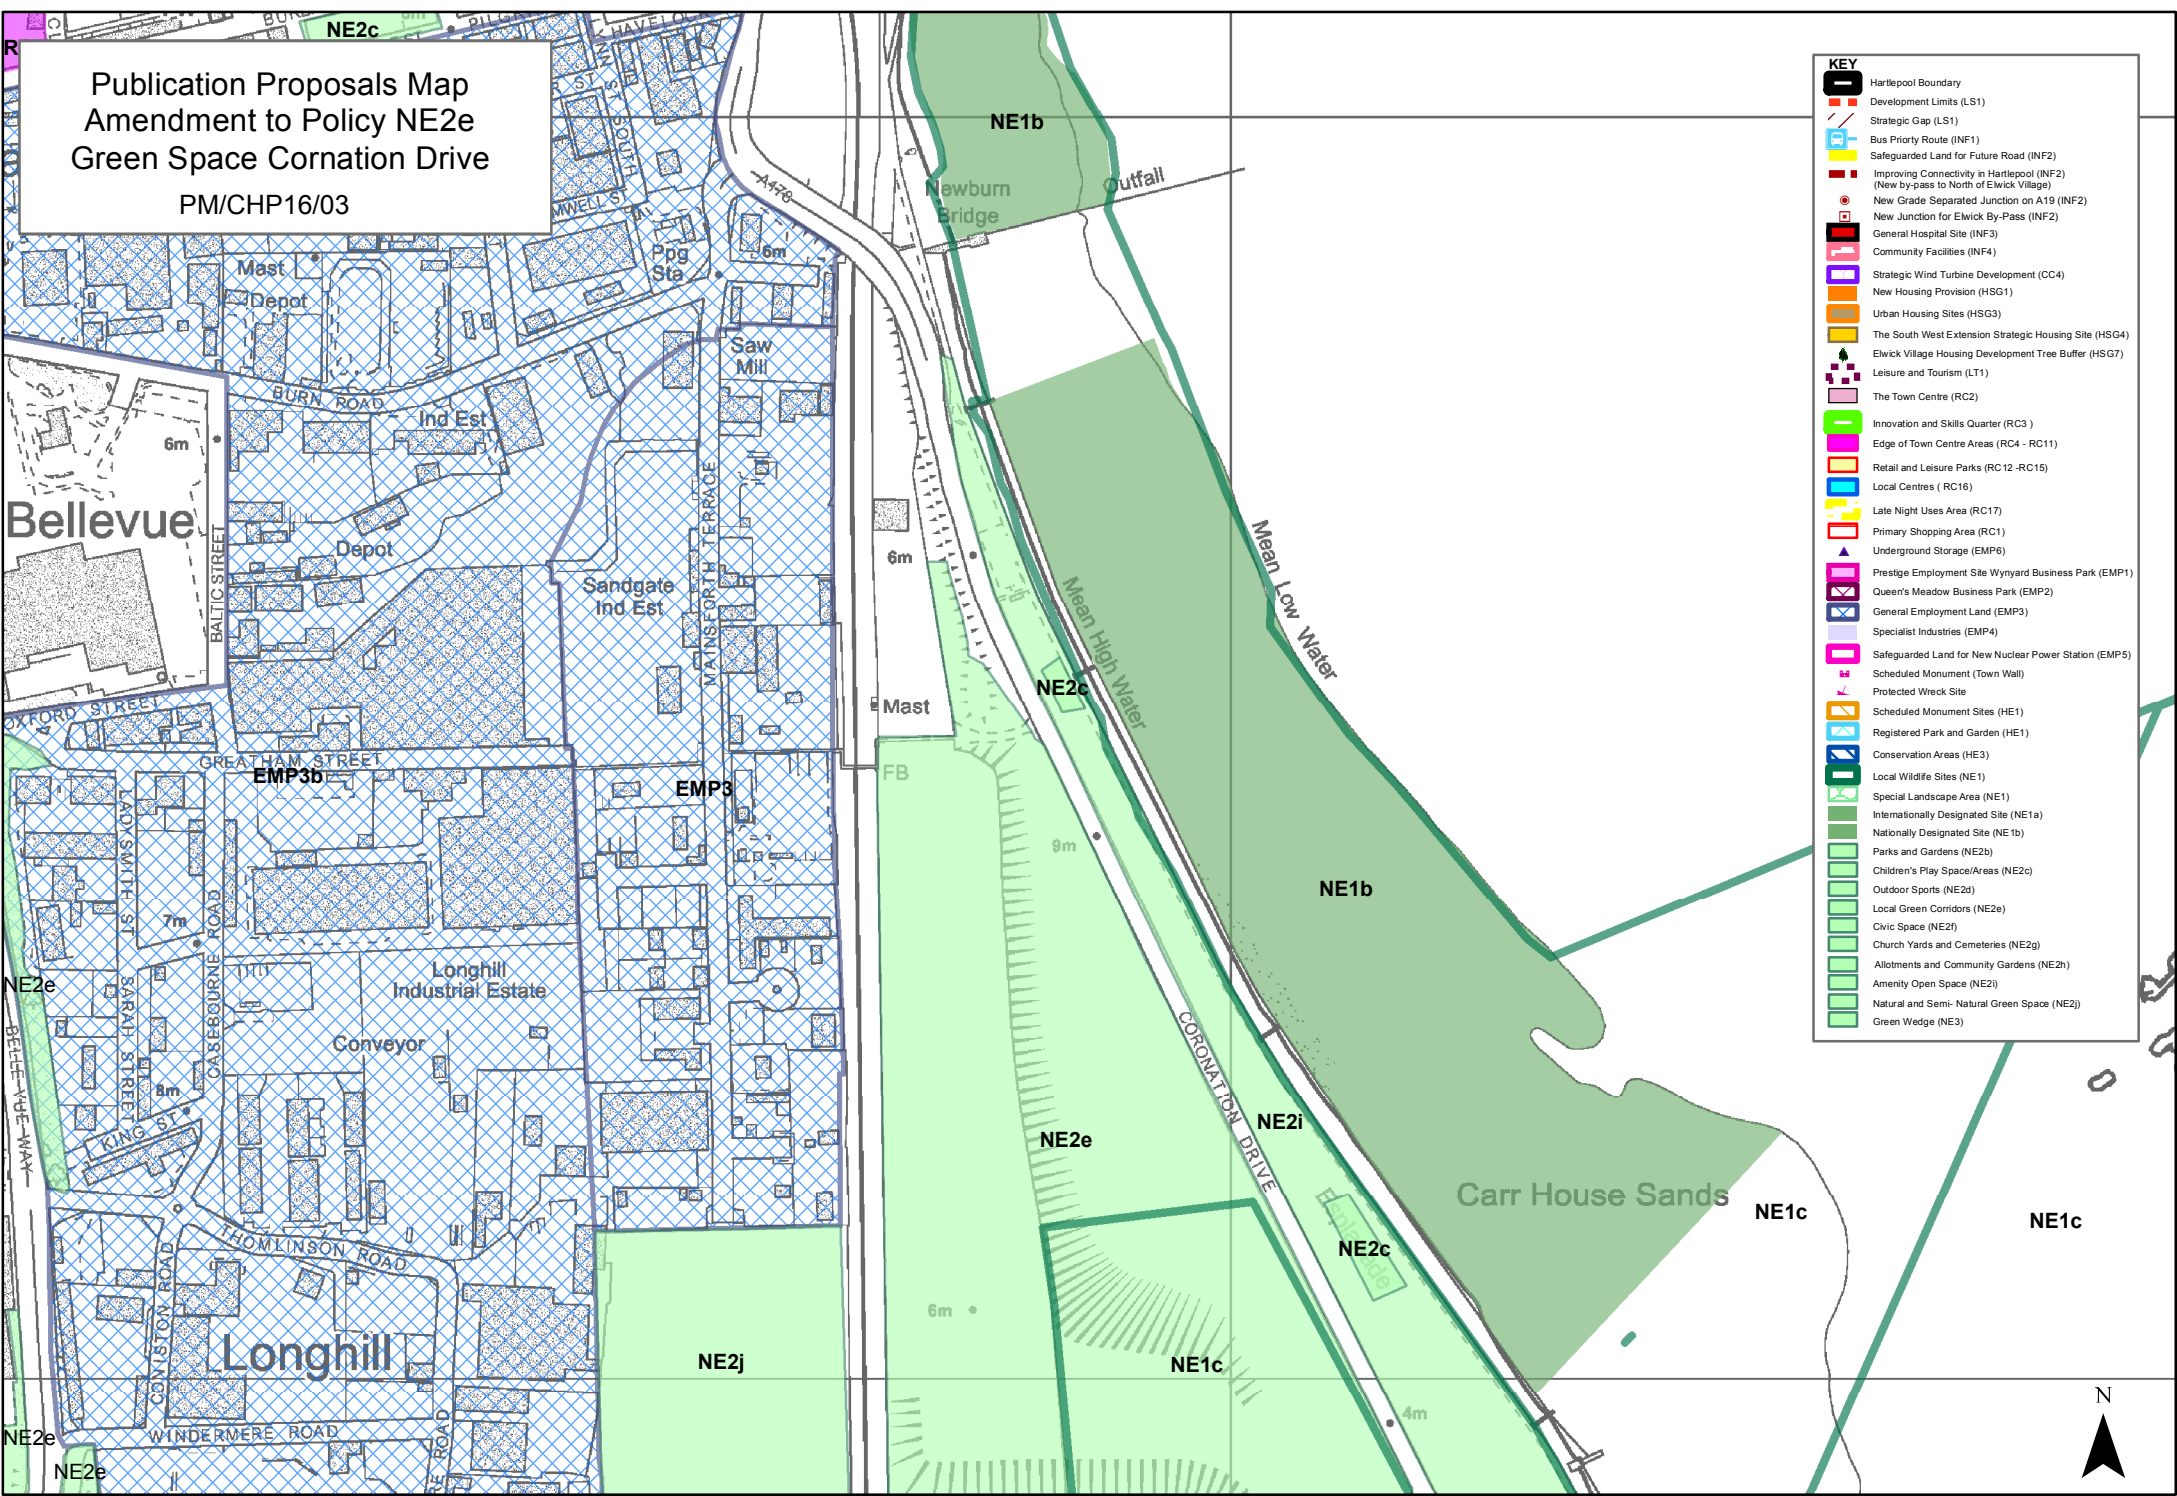 Publication Proposals Map
Amendment to Policy NE2e
Green Space Cornation Drive
PM/CHP16/03
NE2c
R
HAVELOCK
SOUTH
A178
NE1b
Newburn
Bridge
Outfall
Mast
Depot
Ppg
Sta
6m
Saw
Mill
BURN ROAD
Ind Est
6m
Bellevue
BALTIC STREET
Depot
Sandgate
Ind Est
MAINSFORTH TERRACE
6m
Mean Low Water
Mean High Water
NE2c
Mast
OXFORD STREET
GREATHAM STREET
EMP3b
EMP3
FB
9m
NE1b
LADYSMITH ST
SARAH STREET
CASEBOURNE ROAD
7m
NE2e
Longhill
Industrial Estate
Conveyor
BELLE VUE WAY
8m
KING ST
CORONATION DRIVE
NE2i
NE2e
Esplanade
NE2c
Carr House Sands
NE1c
NE1c
THOMLINSON ROAD
CONISTON ROAD
Longhill
6m
NE2j
NE1c
4m
WINDERMERE ROAD
NE2e
NE2e
RE ROAD
N
KEY
Hartlepool Boundary
Development Limits (LS1)
Strategic Gap (LS1)
Bus Priorty Route (INF1)
Safeguarded Land for Future Road (INF2)
Improving Connectivity in Hartlepool (INF2)
(New by-pass to North of Elwick Village)
New Grade Separated Junction on A19 (INF2)
New Junction for Elwick By-Pass (INF2)
General Hospital Site (INF3)
Community Facilities (INF4)
Strategic Wind Turbine Development (CC4)
New Housing Provision (HSG1)
Urban Housing Sites (HSG3)
The South West Extension Strategic Housing Site (HSG4)
Elwick Village Housing Development Tree Buffer (HSG7)
Leisure and Tourism (LT1)
The Town Centre (RC2)
Innovation and Skills Quarter (RC3 )
Edge of Town Centre Areas (RC4 - RC11)
Retail and Leisure Parks (RC12 -RC15)
Local Centres ( RC16)
Late Night Uses Area (RC17)
Primary Shopping Area (RC1)
Underground Storage (EMP6)
Prestige Employment Site Wynyard Business Park (EMP1)
Queen's Meadow Business Park (EMP2)
General Employment Land (EMP3)
Specialist Industries (EMP4)
Safeguarded Land for New Nuclear Power Station (EMP5)
Scheduled Monument (Town Wall)
Protected Wreck Site
Scheduled Monument Sites (HE1)
Registered Park and Garden (HE1)
Conservation Areas (HE3)
Local Wildlife Sites (NE1)
Special Landscape Area (NE1)
Internationally Designated Site (NE1a)
Nationally Designated Site (NE1b)
Parks and Gardens (NE2b)
Children's Play Space/Areas (NE2c)
Outdoor Sports (NE2d)
Local Green Corridors (NE2e)
Civic Space (NE2f)
Church Yards and Cemeteries (NE2g)
Allotments and Community Gardens (NE2h)
Amenity Open Space (NE2i)
Natural and Semi- Natural Green Space (NE2j)
Green Wedge (NE3)